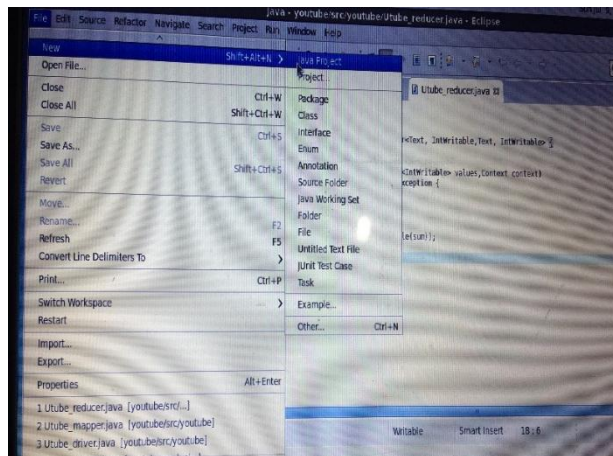 Java - youtube/src/youtube/Utube_reducer.java - Eclipse
File Edit Source Refactor Navigate Search Project Run Window Help
New Shift+Alt+N >
Open File...
Close Ctrl+W
Close All Shift+Ctrl+W
Save Ctrl+S
Save As...
Save All Shift+Ctrl+S
Revert
Move...
Rename... F2
Refresh F5
Convert Line Delimiters To >
Print... Ctrl+P
Switch Workspace >
Restart
Import...
Export...
Properties Alt+Enter
1 Utube_reducer.java [youtube/src/...]
2 Utube_mapper.java [youtube/src/youtube]
3 Utube_driver.java [youtube/src/youtube]
Java Project
Project...
Package
Class
Interface
Enum
Annotation
Source Folder
Java Working Set
Folder
File
Untitled Text File
JUnit Test Case
Task
Example...
Other... Ctrl+N
Utube_reducer.java
r<Text, IntWritable,Text, IntWritable> {
<IntWritable> values,Context context)
ception {
le(sum));
Writable Smart Insert 18 : 6